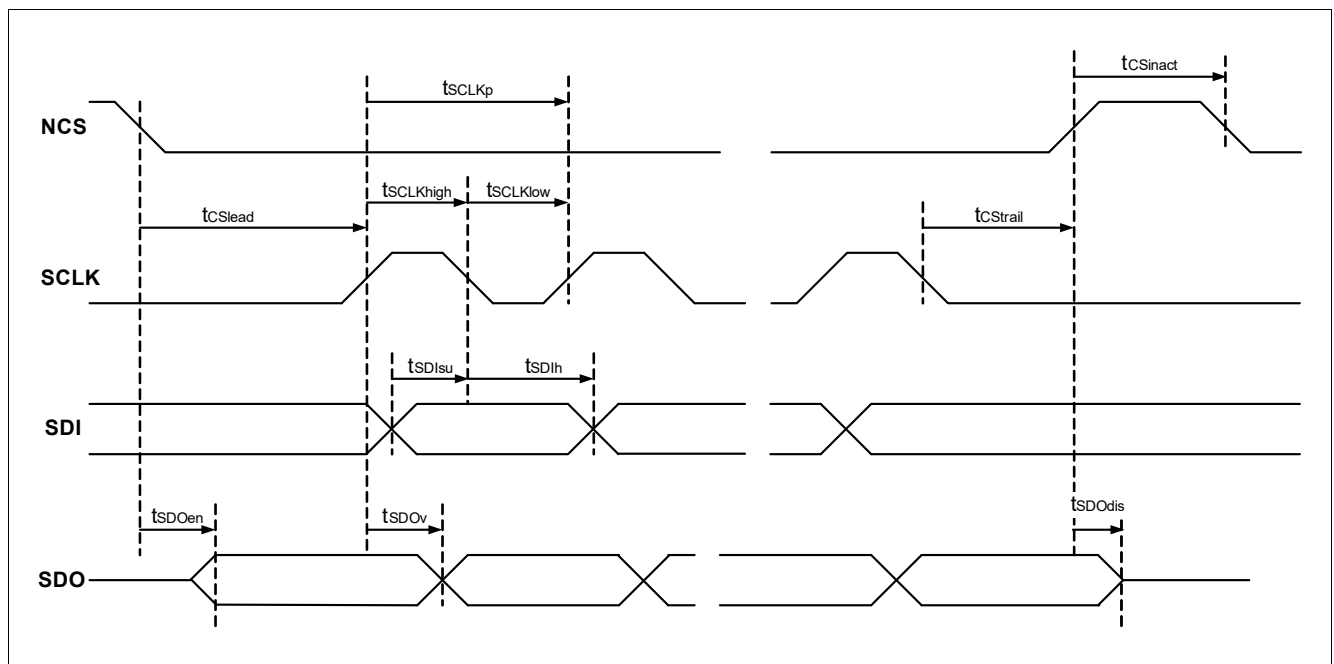 tCSinact
tSCLKp
NCS
tSCLKhigh
tSCLKlow
tCSlead
tCStrail
SCLK
tSDIsu
tSDIh
SDI
tSDOen
tSDOv
tSDOdis
SDO